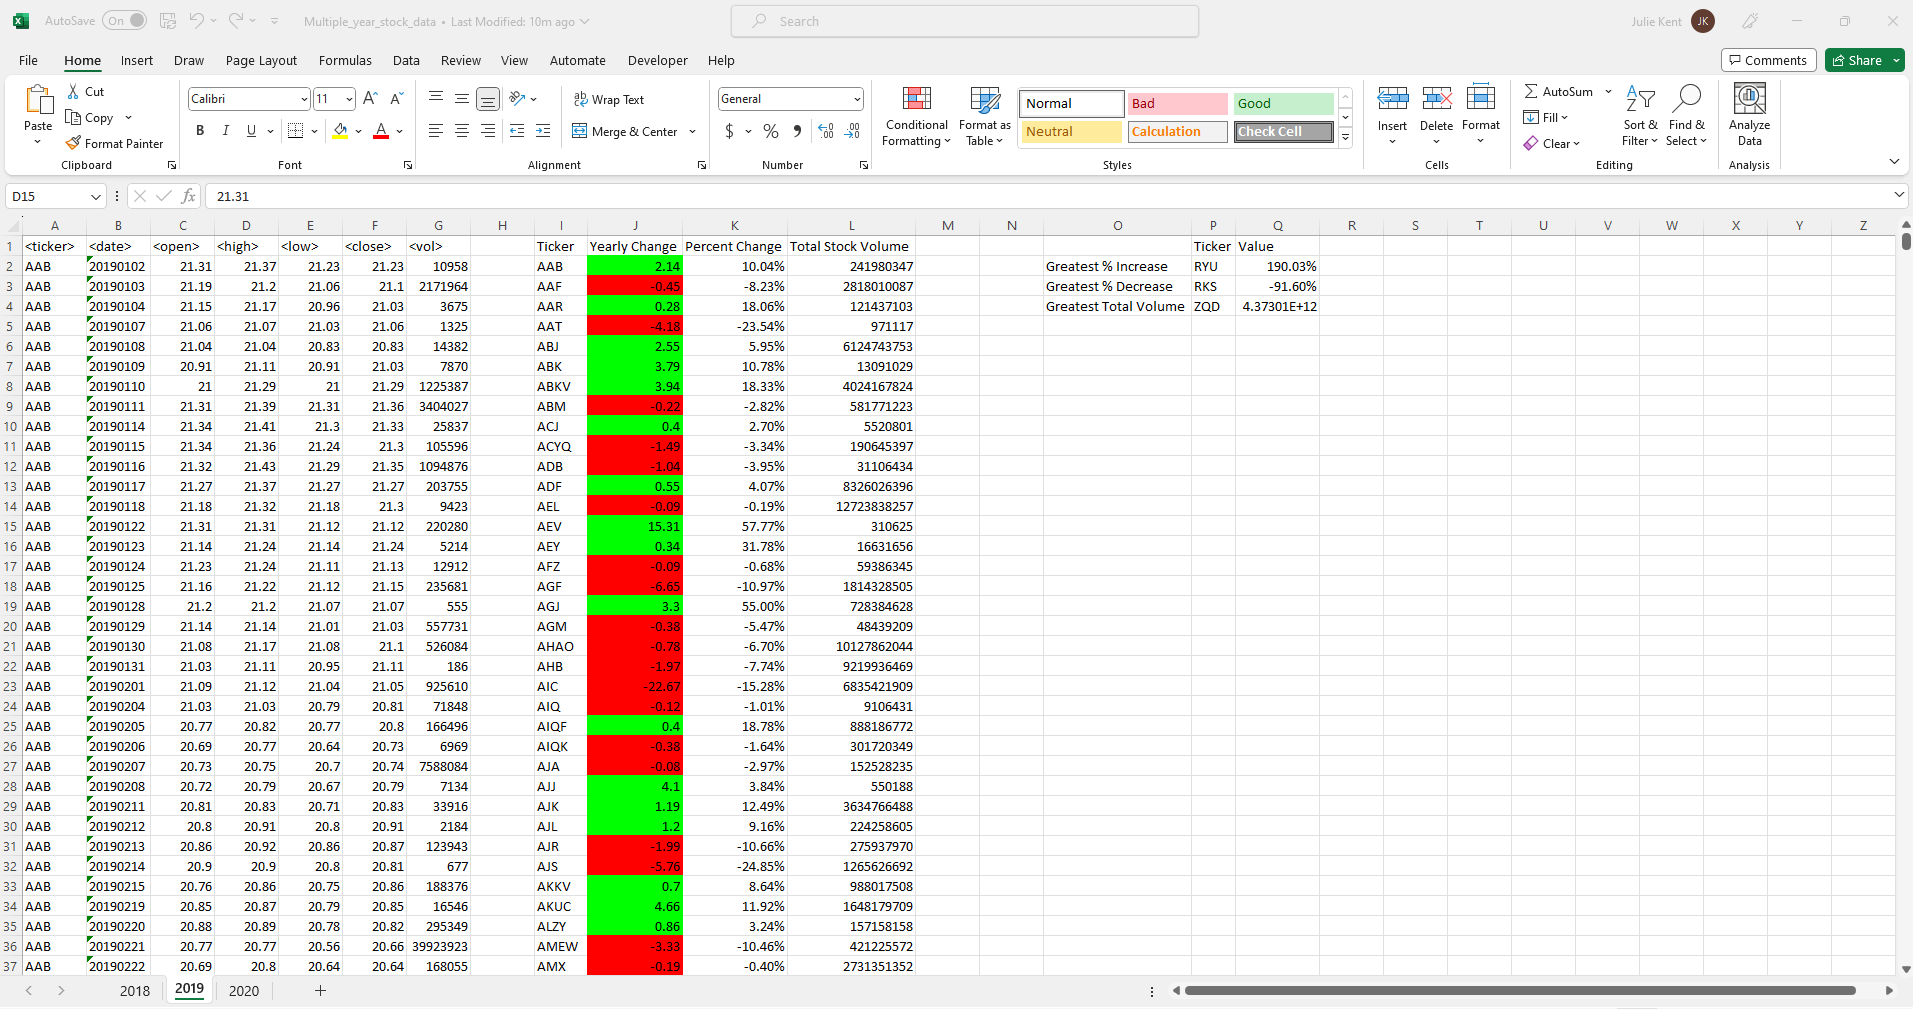 AutoSave On Multiple_year_stock_data • Last Modified: 10m ago Search Julie Kent JK
File Home Insert Draw Page Layout Formulas Data Review View Automate Developer Help Comments Share
Cut Calibri 11 Wrap Text General Normal Bad Good AutoSum
Copy Neutral Calculation Check Cell Fill
Paste Format Painter B I U Merge & Center $ % Conditional Formatting Format as Table Insert Delete Format Clear Sort & Filter Find & Select Analyze Data
Clipboard Font Alignment Number Styles Cells Editing Analysis
D15 fx 21.31
A B C D E F G H I J K L M N O P Q R S T U V W X Y Z
1 <ticker> <date> <open> <high> <low> <close> <vol> Ticker Yearly Change Percent Change Total Stock Volume Ticker Value
2 AAB 20190102 21.31 21.37 21.23 21.23 10958 AAB 2.14 10.04% 241980347 Greatest % Increase RYU 190.03%
3 AAB 20190103 21.19 21.2 21.06 21.1 2171964 AAF -0.45 -8.23% 2818010087 Greatest % Decrease RKS -91.60%
4 AAB 20190104 21.15 21.17 20.96 21.03 3675 AAR 0.28 18.06% 121437103 Greatest Total Volume ZQD 4.37301E+12
5 AAB 20190107 21.06 21.07 21.03 21.06 1325 AAT -4.18 -23.54% 971117
6 AAB 20190108 21.04 21.04 20.83 20.83 14382 ABJ 2.55 5.95% 6124743753
7 AAB 20190109 20.91 21.11 20.91 21.03 7870 ABK 3.79 10.78% 13091029
8 AAB 20190110 21 21.29 21 21.29 1225387 ABKV 3.94 18.33% 4024167824
9 AAB 20190111 21.31 21.39 21.31 21.36 3404027 ABM -0.22 -2.82% 581771223
10 AAB 20190114 21.34 21.41 21.3 21.33 25837 ACJ 0.4 2.70% 5520801
11 AAB 20190115 21.34 21.36 21.24 21.3 105596 ACYQ -1.49 -3.34% 190645397
12 AAB 20190116 21.32 21.43 21.29 21.35 1094876 ADB -1.04 -3.95% 31106434
13 AAB 20190117 21.27 21.37 21.27 21.27 203755 ADF 0.55 4.07% 8326026396
14 AAB 20190118 21.18 21.32 21.18 21.3 9423 AEL -0.09 -0.19% 12723838257
15 AAB 20190122 21.31 21.31 21.12 21.12 220280 AEV 15.31 57.77% 310625
16 AAB 20190123 21.14 21.24 21.14 21.24 5214 AEY 0.34 31.78% 16631656
17 AAB 20190124 21.23 21.24 21.11 21.13 12912 AFZ -0.09 -0.68% 59386345
18 AAB 20190125 21.16 21.22 21.12 21.15 235681 AGF -6.65 -10.97% 1814328505
19 AAB 20190128 21.2 21.2 21.07 21.07 555 AGJ 3.3 55.00% 728384628
20 AAB 20190129 21.14 21.14 21.01 21.03 557731 AGM -0.38 -5.47% 48439209
21 AAB 20190130 21.08 21.17 21.08 21.1 526084 AHAO -0.78 -6.70% 10127862044
22 AAB 20190131 21.03 21.11 20.95 21.11 186 AHB -1.97 -7.74% 9219936469
23 AAB 20190201 21.09 21.12 21.04 21.05 925610 AIC -22.67 -15.28% 6835421909
24 AAB 20190204 21.03 21.03 20.79 20.81 71848 AIQ -0.12 -1.01% 9106431
25 AAB 20190205 20.77 20.82 20.77 20.8 166496 AIQF 0.4 18.78% 888186772
26 AAB 20190206 20.69 20.77 20.64 20.73 6969 AIQK -0.38 -1.64% 301720349
27 AAB 20190207 20.73 20.75 20.7 20.74 7588084 AJA -0.08 -2.97% 152528235
28 AAB 20190208 20.72 20.79 20.67 20.79 7134 AJJ 4.1 3.84% 550188
29 AAB 20190211 20.81 20.83 20.71 20.83 33916 AJK 1.19 12.49% 3634766488
30 AAB 20190212 20.8 20.91 20.8 20.91 2184 AJL 1.2 9.16% 224258605
31 AAB 20190213 20.86 20.92 20.86 20.87 123943 AJR -1.99 -10.66% 275937970
32 AAB 20190214 20.9 20.9 20.8 20.81 677 AJS -5.76 -24.85% 1265626692
33 AAB 20190215 20.76 20.86 20.75 20.86 188376 AKKV 0.7 8.64% 988017508
34 AAB 20190219 20.85 20.87 20.79 20.85 16546 AKUC 4.66 11.92% 1648179709
35 AAB 20190220 20.88 20.89 20.78 20.82 295349 ALZY 0.86 3.24% 157158158
36 AAB 20190221 20.77 20.77 20.56 20.66 39923923 AMEW -3.33 -10.46% 421225572
37 AAB 20190222 20.69 20.8 20.64 20.64 168055 AMX -0.19 -0.40% 2731351352
2018 2019 2020